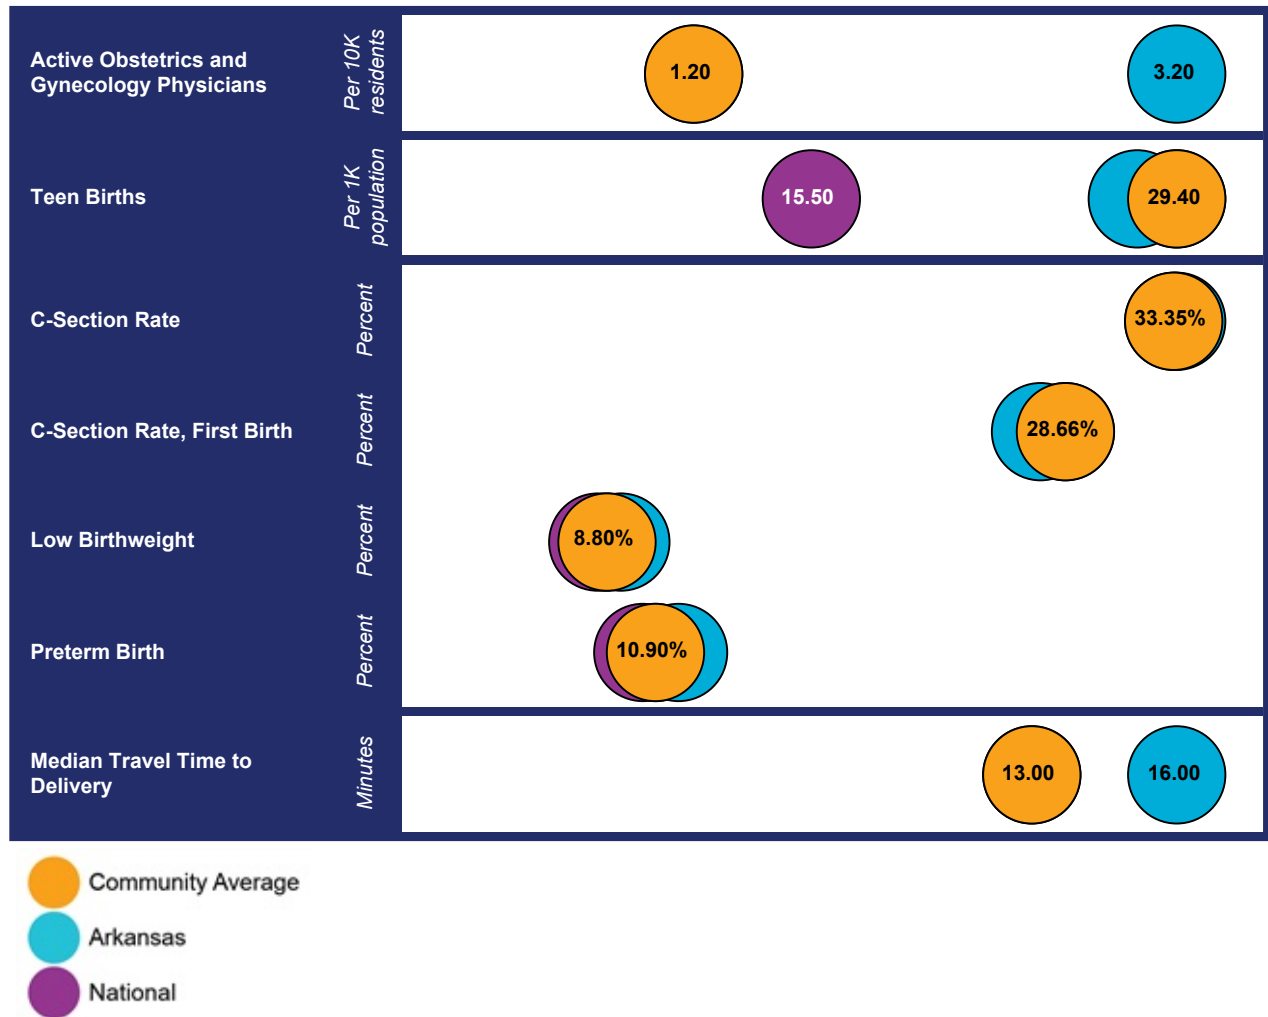 Active Obstetrics and
Gynecology Physicians
Per 10K
residents
1.20
3.20
Teen Births
Per 1K
population
15.50
29.40
C-Section Rate
Percent
33.35%
C-Section Rate, First Birth
Percent
28.66%
Low Birthweight
Percent
8.80%
Preterm Birth
Percent
10.90%
Median Travel Time to
Delivery
Minutes
13.00
16.00
Community Average
Arkansas
National